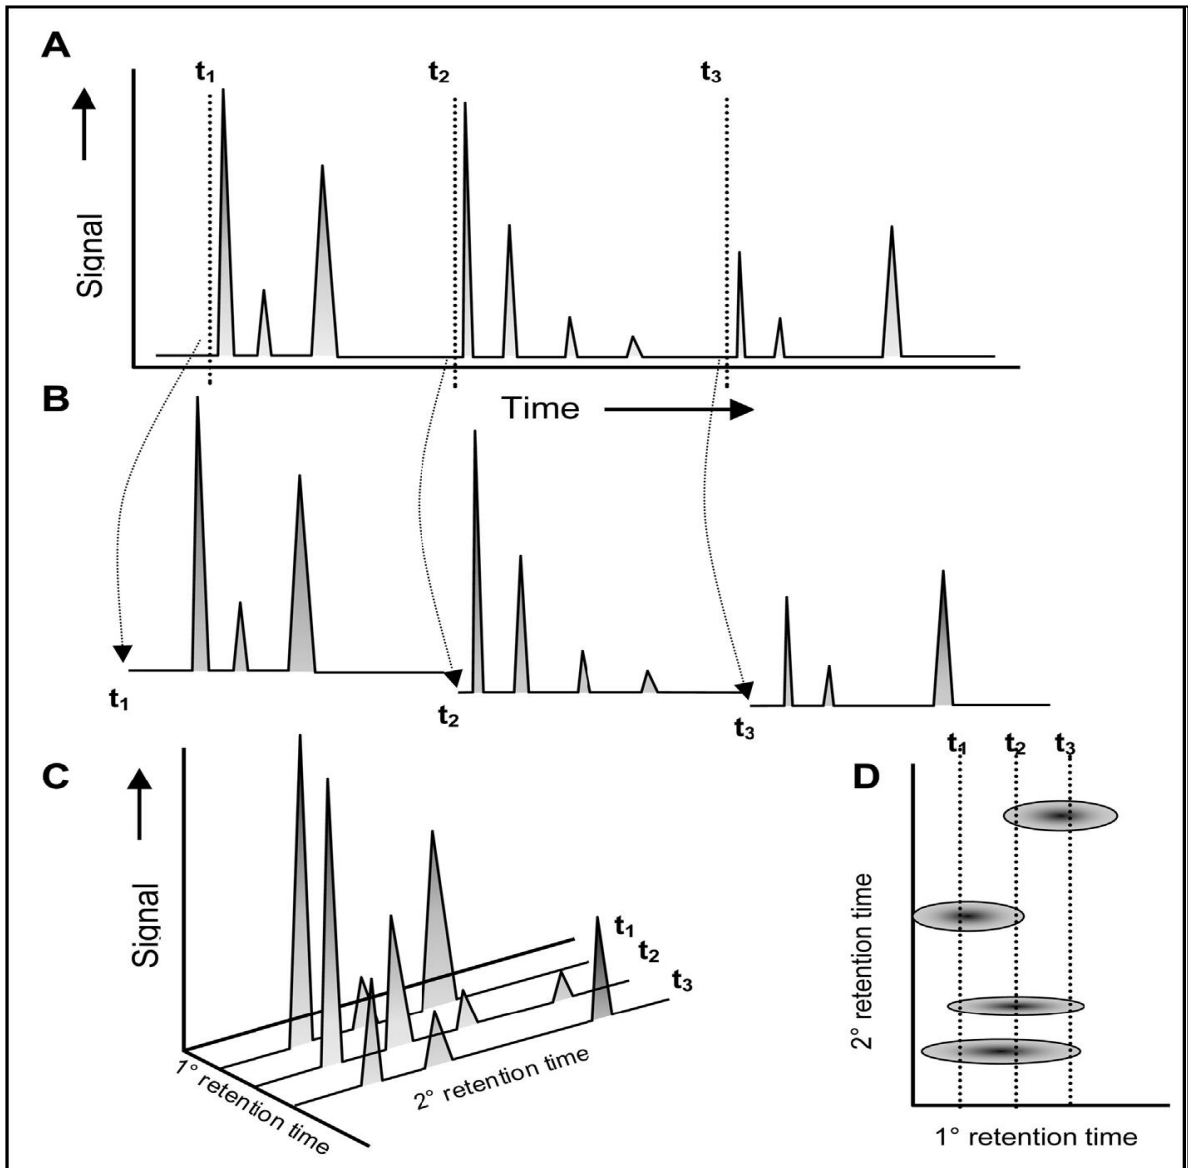 A
t₁ t₂ t₃
Signal
Time
B
t₁
t₂
t₃
C
Signal
t₁
t₂
t₃
1° retention time
2° retention time
D
t₁ t₂ t₃
2° retention time
1° retention time